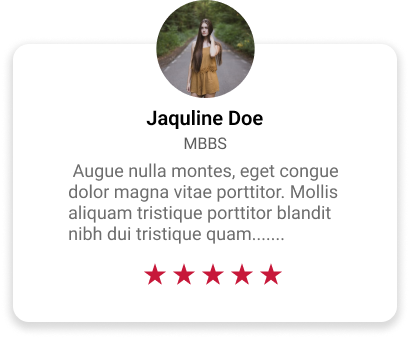 Jaquline Doe
MBBS
Augue nulla montes, eget congue
dolor magna vitae porttitor. Mollis
aliquam tristique porttitor blandit
nibh dui tristique quam.......